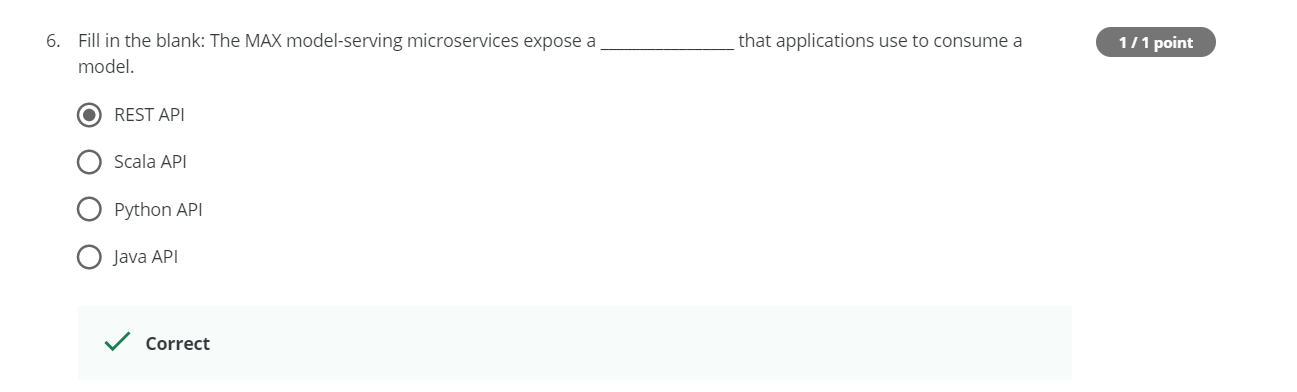 6. Fill in the blank: The MAX model-serving microservices expose a ________________ that applications use to consume a
model.
1 / 1 point
REST API
Scala API
Python API
Java API
Correct